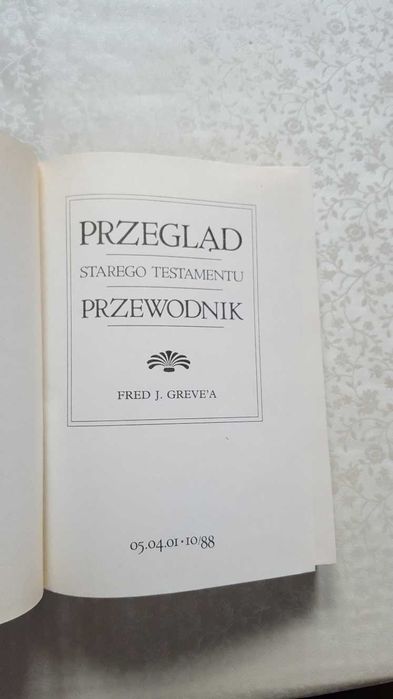 PRZEGLĄD
STAREGO TESTAMENTU
PRZEWODNIK
FRED J. GREVE'A
05.04.01 · 10/88